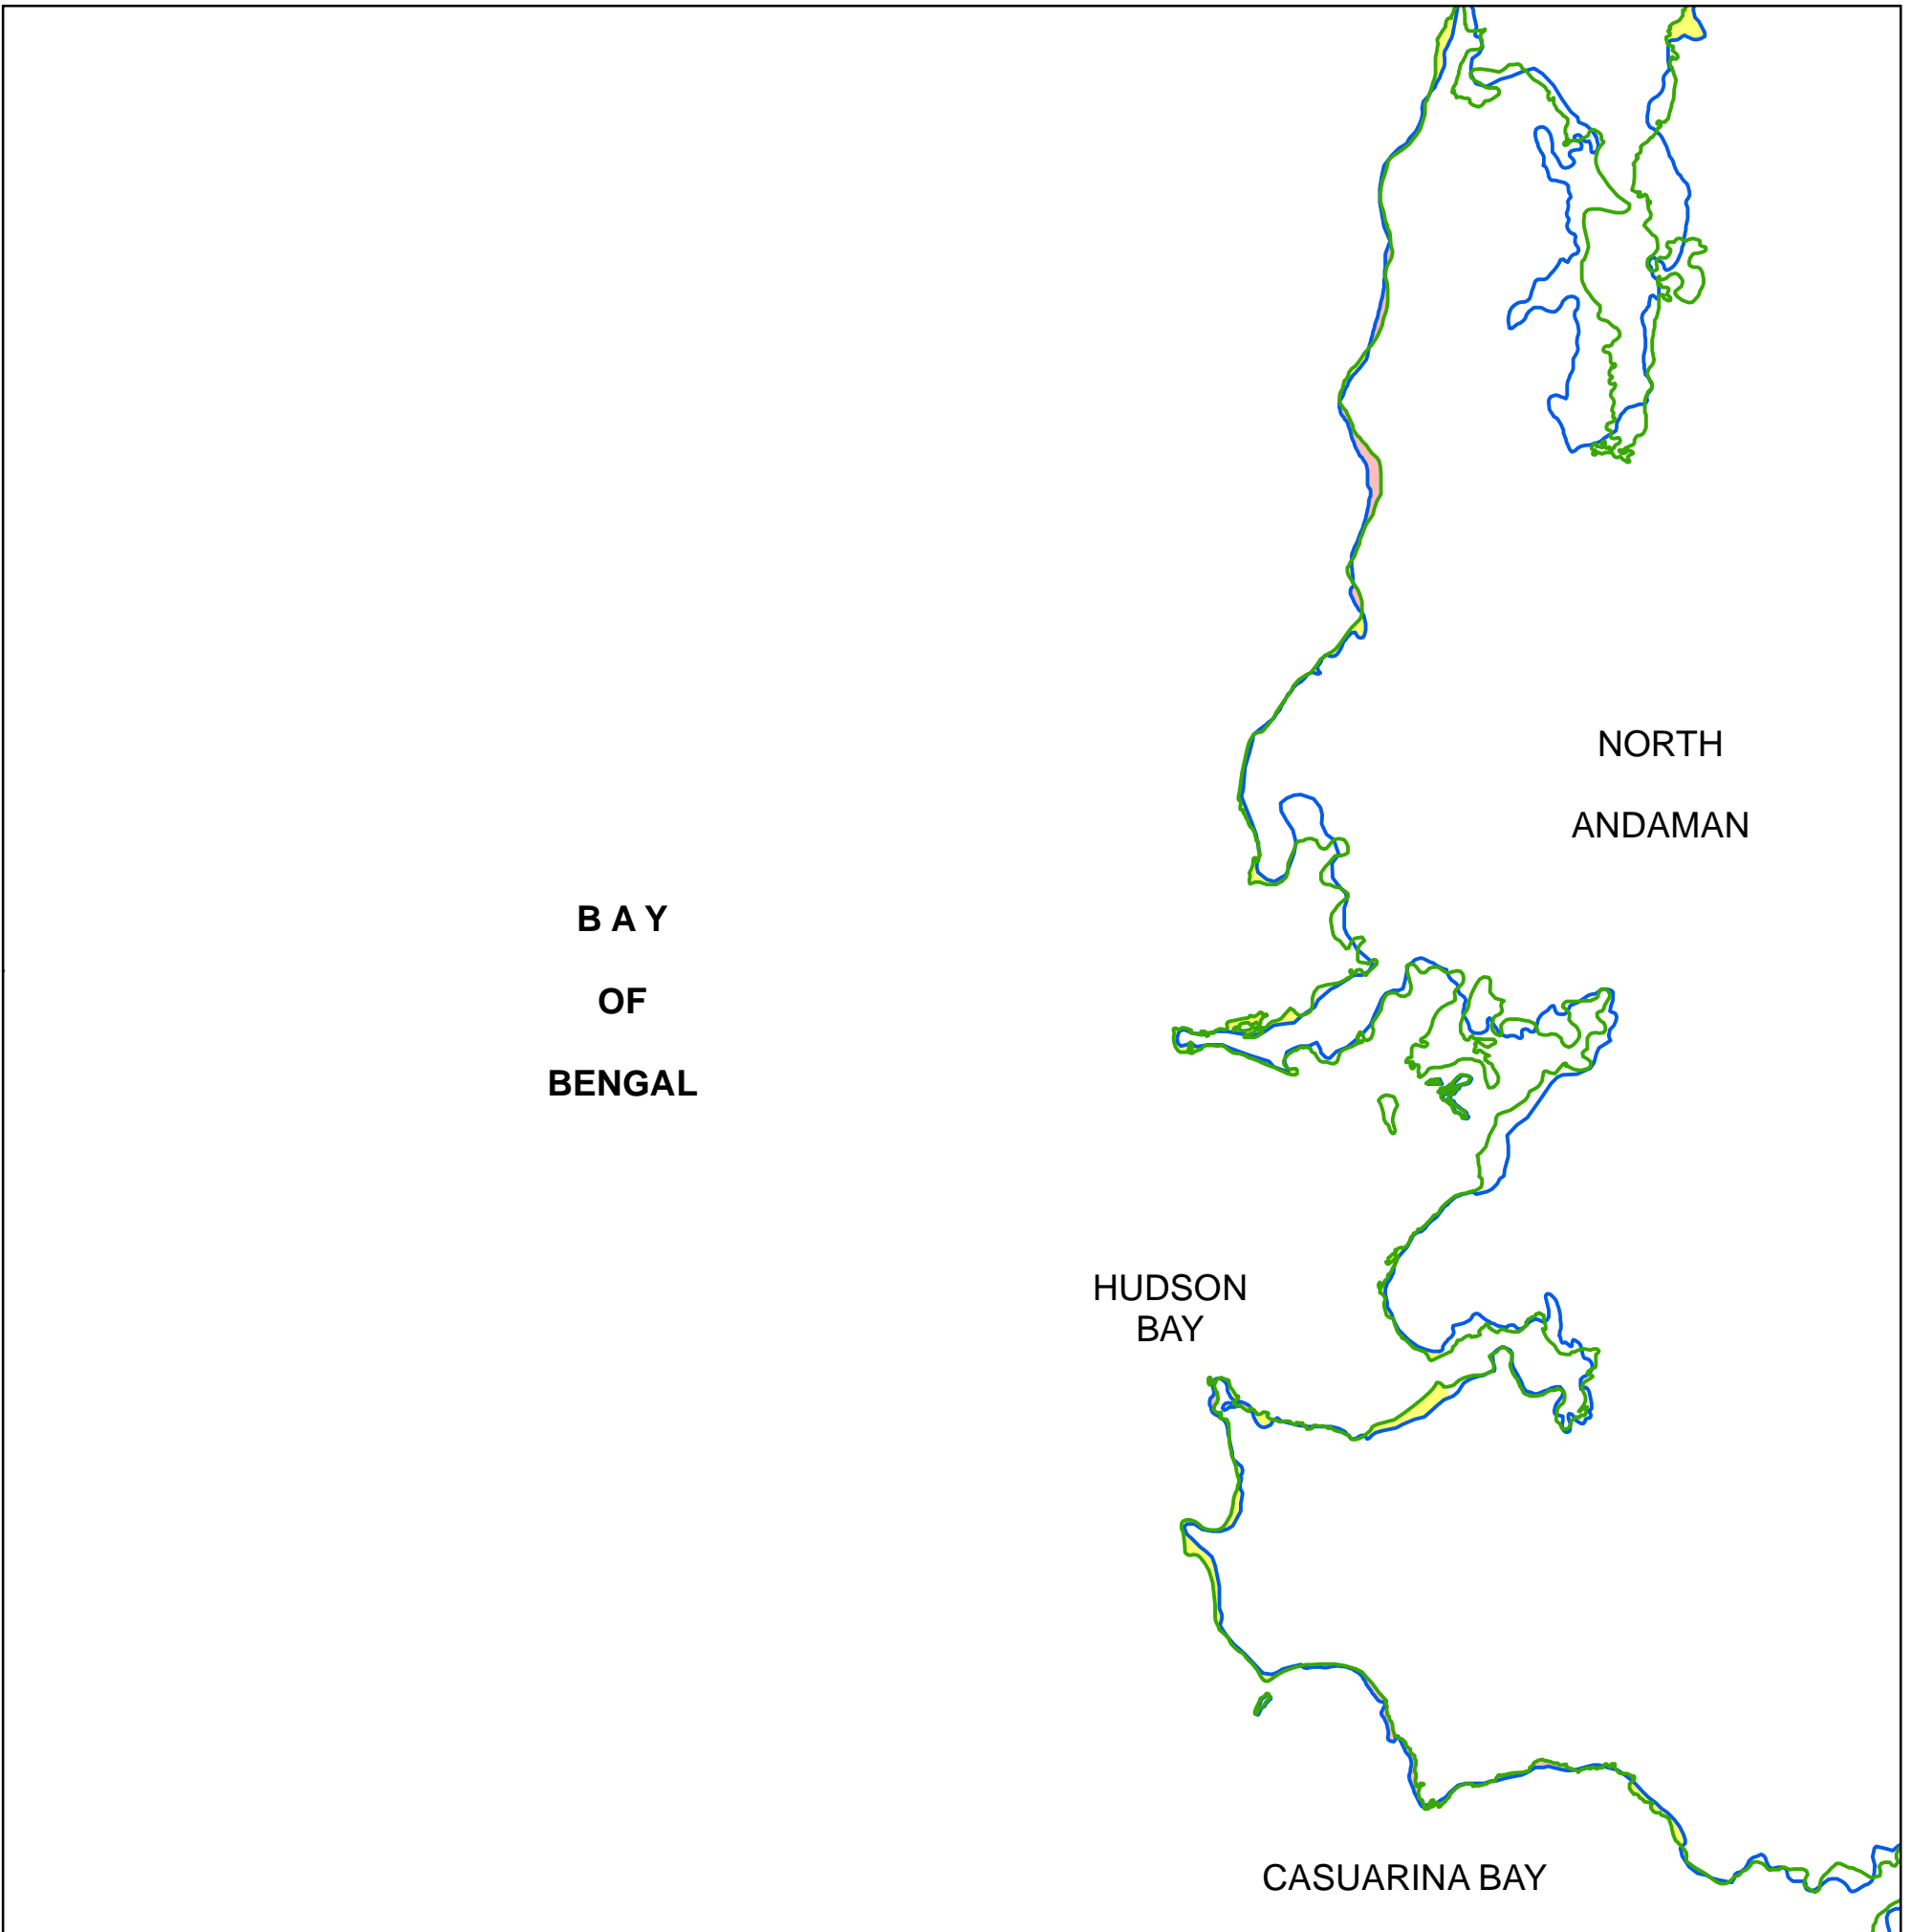 NORTH
ANDAMAN
B A Y
OF
BENGAL
HUDSON
BAY
CASUARINA BAY